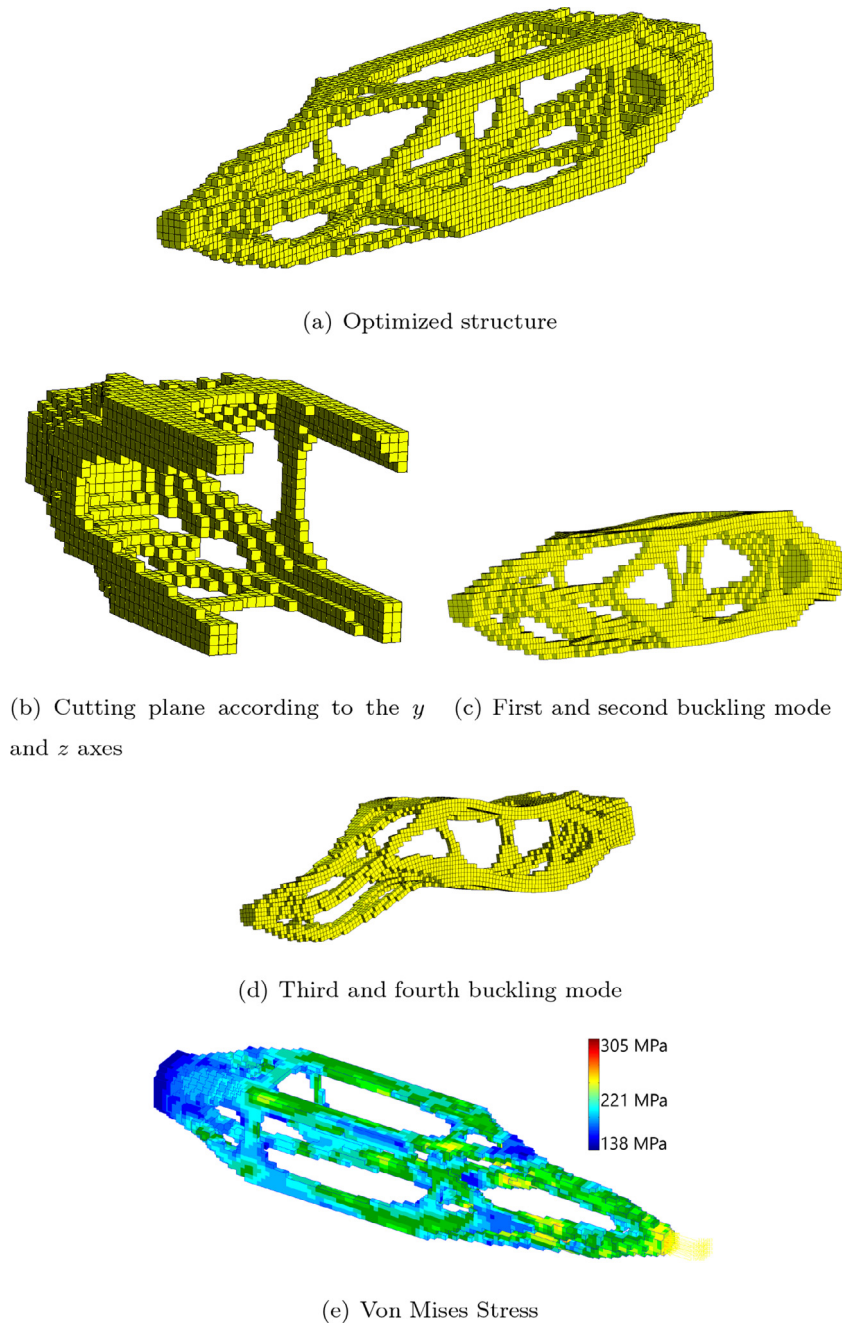 (a) Optimized structure
(b) Cutting plane according to the y
and z axes
(c) First and second buckling mode
(d) Third and fourth buckling mode
305 MPa
221 MPa
138 MPa
(e) Von Mises Stress